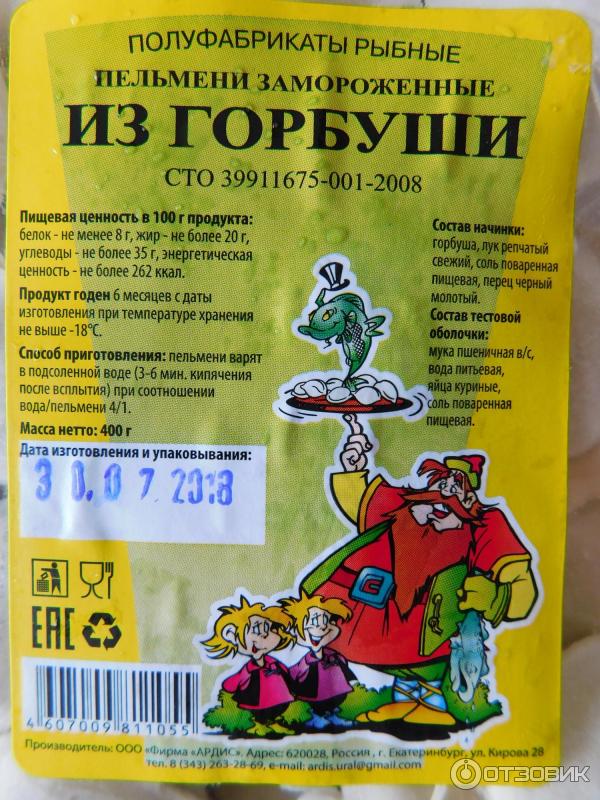 ПОЛУФАБРИКАТЫ РЫБНЫЕ
ПЕЛЬМЕНИ ЗАМОРОЖЕННЫЕ
ИЗ ГОРБУШИ
СТО 39911675-001-2008
Пищевая ценность в 100 г продукта:
белок - не менее 8 г, жир - не более 20 г,
углеводы - не более 35 г, энергетическая
ценность - не более 262 ккал.
Продукт годен 6 месяцев с даты
изготовления при температуре хранения
не выше -18°С.
Способ приготовления: пельмени варят
в подсоленной воде (3-6 мин. кипячения
после всплытия) при соотношении
вода/пельмени 4/1.
Масса нетто: 400 г
Дата изготовления и упаковывания:
30.07.2018
Состав начинки:
горбуша, лук репчатый
свежий, соль поваренная
пищевая, перец черный
молотый.
Состав тестовой
оболочки:
мука пшеничная в/с,
вода питьевая,
яйца куриные,
соль поваренная
пищевая.
EAC
4 607009 811055
Производитель: ООО «Фирма «АРДИС». Адрес: 620028, Россия , г. Екатеринбург, ул. Кирова 28
тел. 8 (343) 263-28-69, e-mail: ardis.ural@gmail.com
ОТЗОВИК